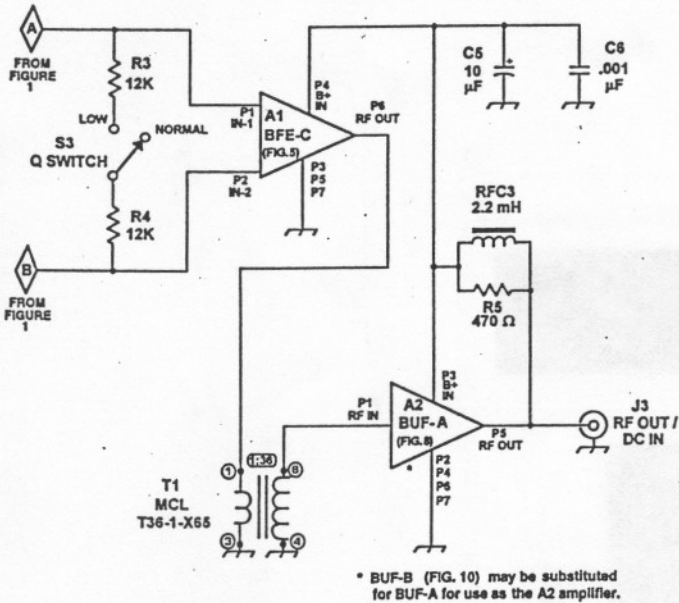 A
FROM
FIGURE
1
R3
12K
LOW
NORMAL
S3
Q SWITCH
R4
12K
B
FROM
FIGURE
1
P1
IN-1
P2
IN-2
A1
BFE-C
(FIG.5)
P4
B+
IN
P6
RF OUT
P3
P5
P7
C5
10
µF
+
C6
.001
µF
RFC3
2.2 mH
R5
470 Ω
P3
B+
IN
P1
RF IN
A2
BUF-A
(FIG.8)
*
P5
RF OUT
P2
P4
P6
P7
J3
RF OUT /
DC IN
T1
MCL
T36-1-X65
1
1:36
6
3
4
* BUF-B (FIG. 10) may be substituted
for BUF-A for use as the A2 amplifier.